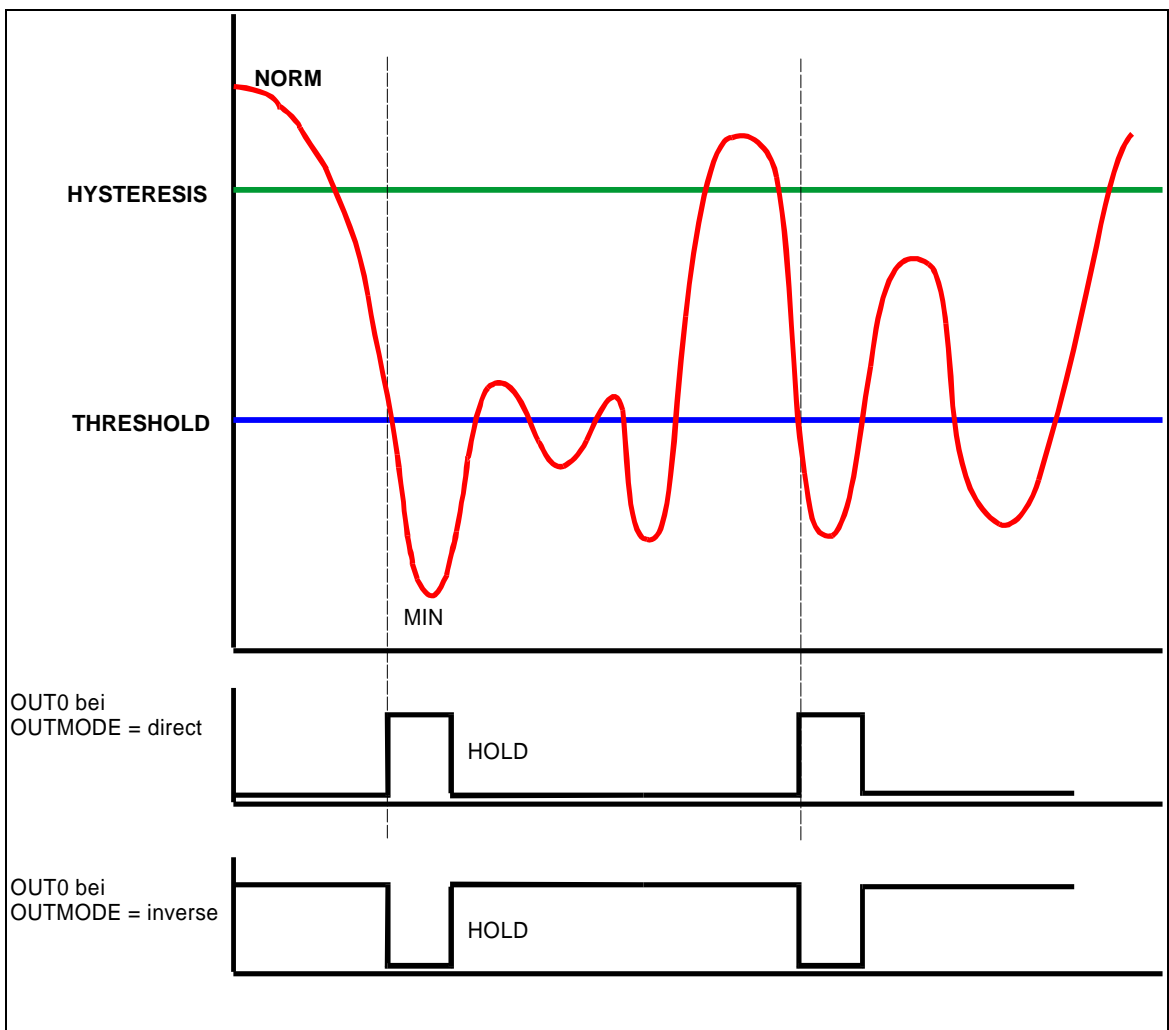 NORM
HYSTERESIS
THRESHOLD
MIN
OUT0 bei
OUTMODE = direct
HOLD
OUT0 bei
OUTMODE = inverse
HOLD